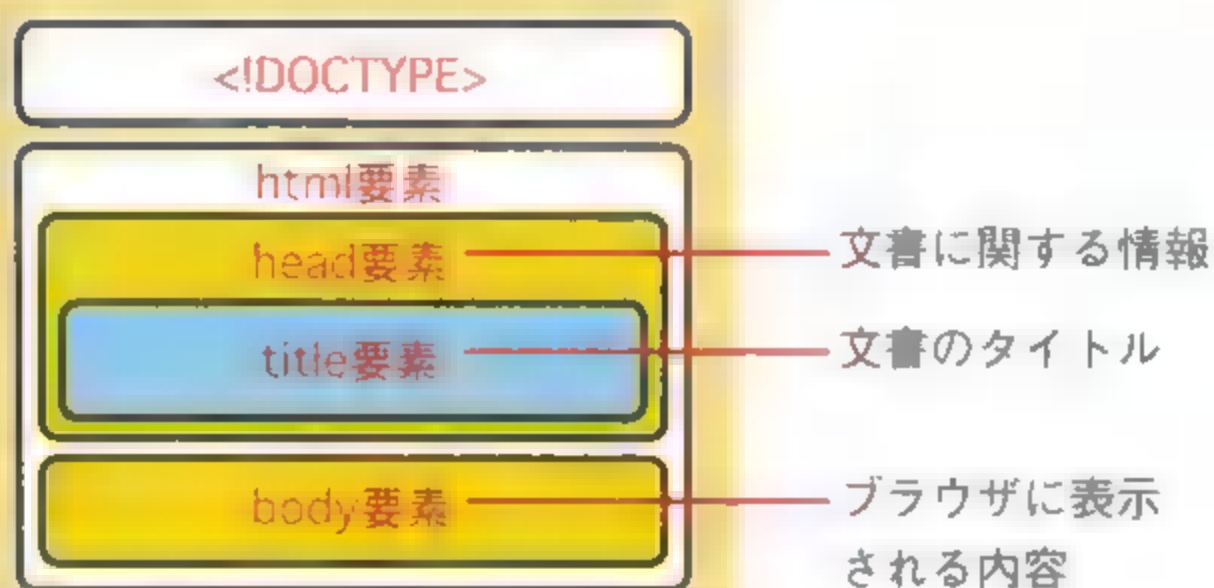 <!DOCTYPE>
html要素
head要素
文書に関する情報
title要素
文書のタイトル
body要素
ブラウザに表示
される内容